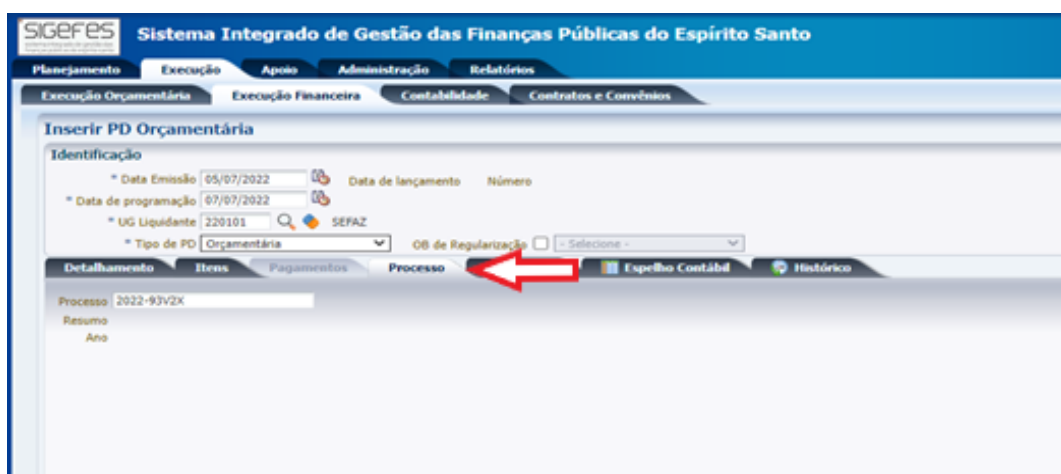 SIGEFES Sistema Integrado de Gestão das Finanças Públicas do Espírito Santo
Planejamento Execução Apoio Administração Relatórios
Execução Orçamentária Execução Financeira Contabilidade Contratos e Convênios
Inserir PD Orçamentária
Identificação
* Data Emissão 05/07/2022 Data de lançamento Número
* Data de programação 07/07/2022
* UG Liquidante 220101 SEFAZ
* Tipo de PD Orçamentária OB de Regularização - Selecione -
Detalhamento Itens Pagamentos Processo Espelho Contábil Histórico
Processo 2022-93V2X
Resumo
Ano